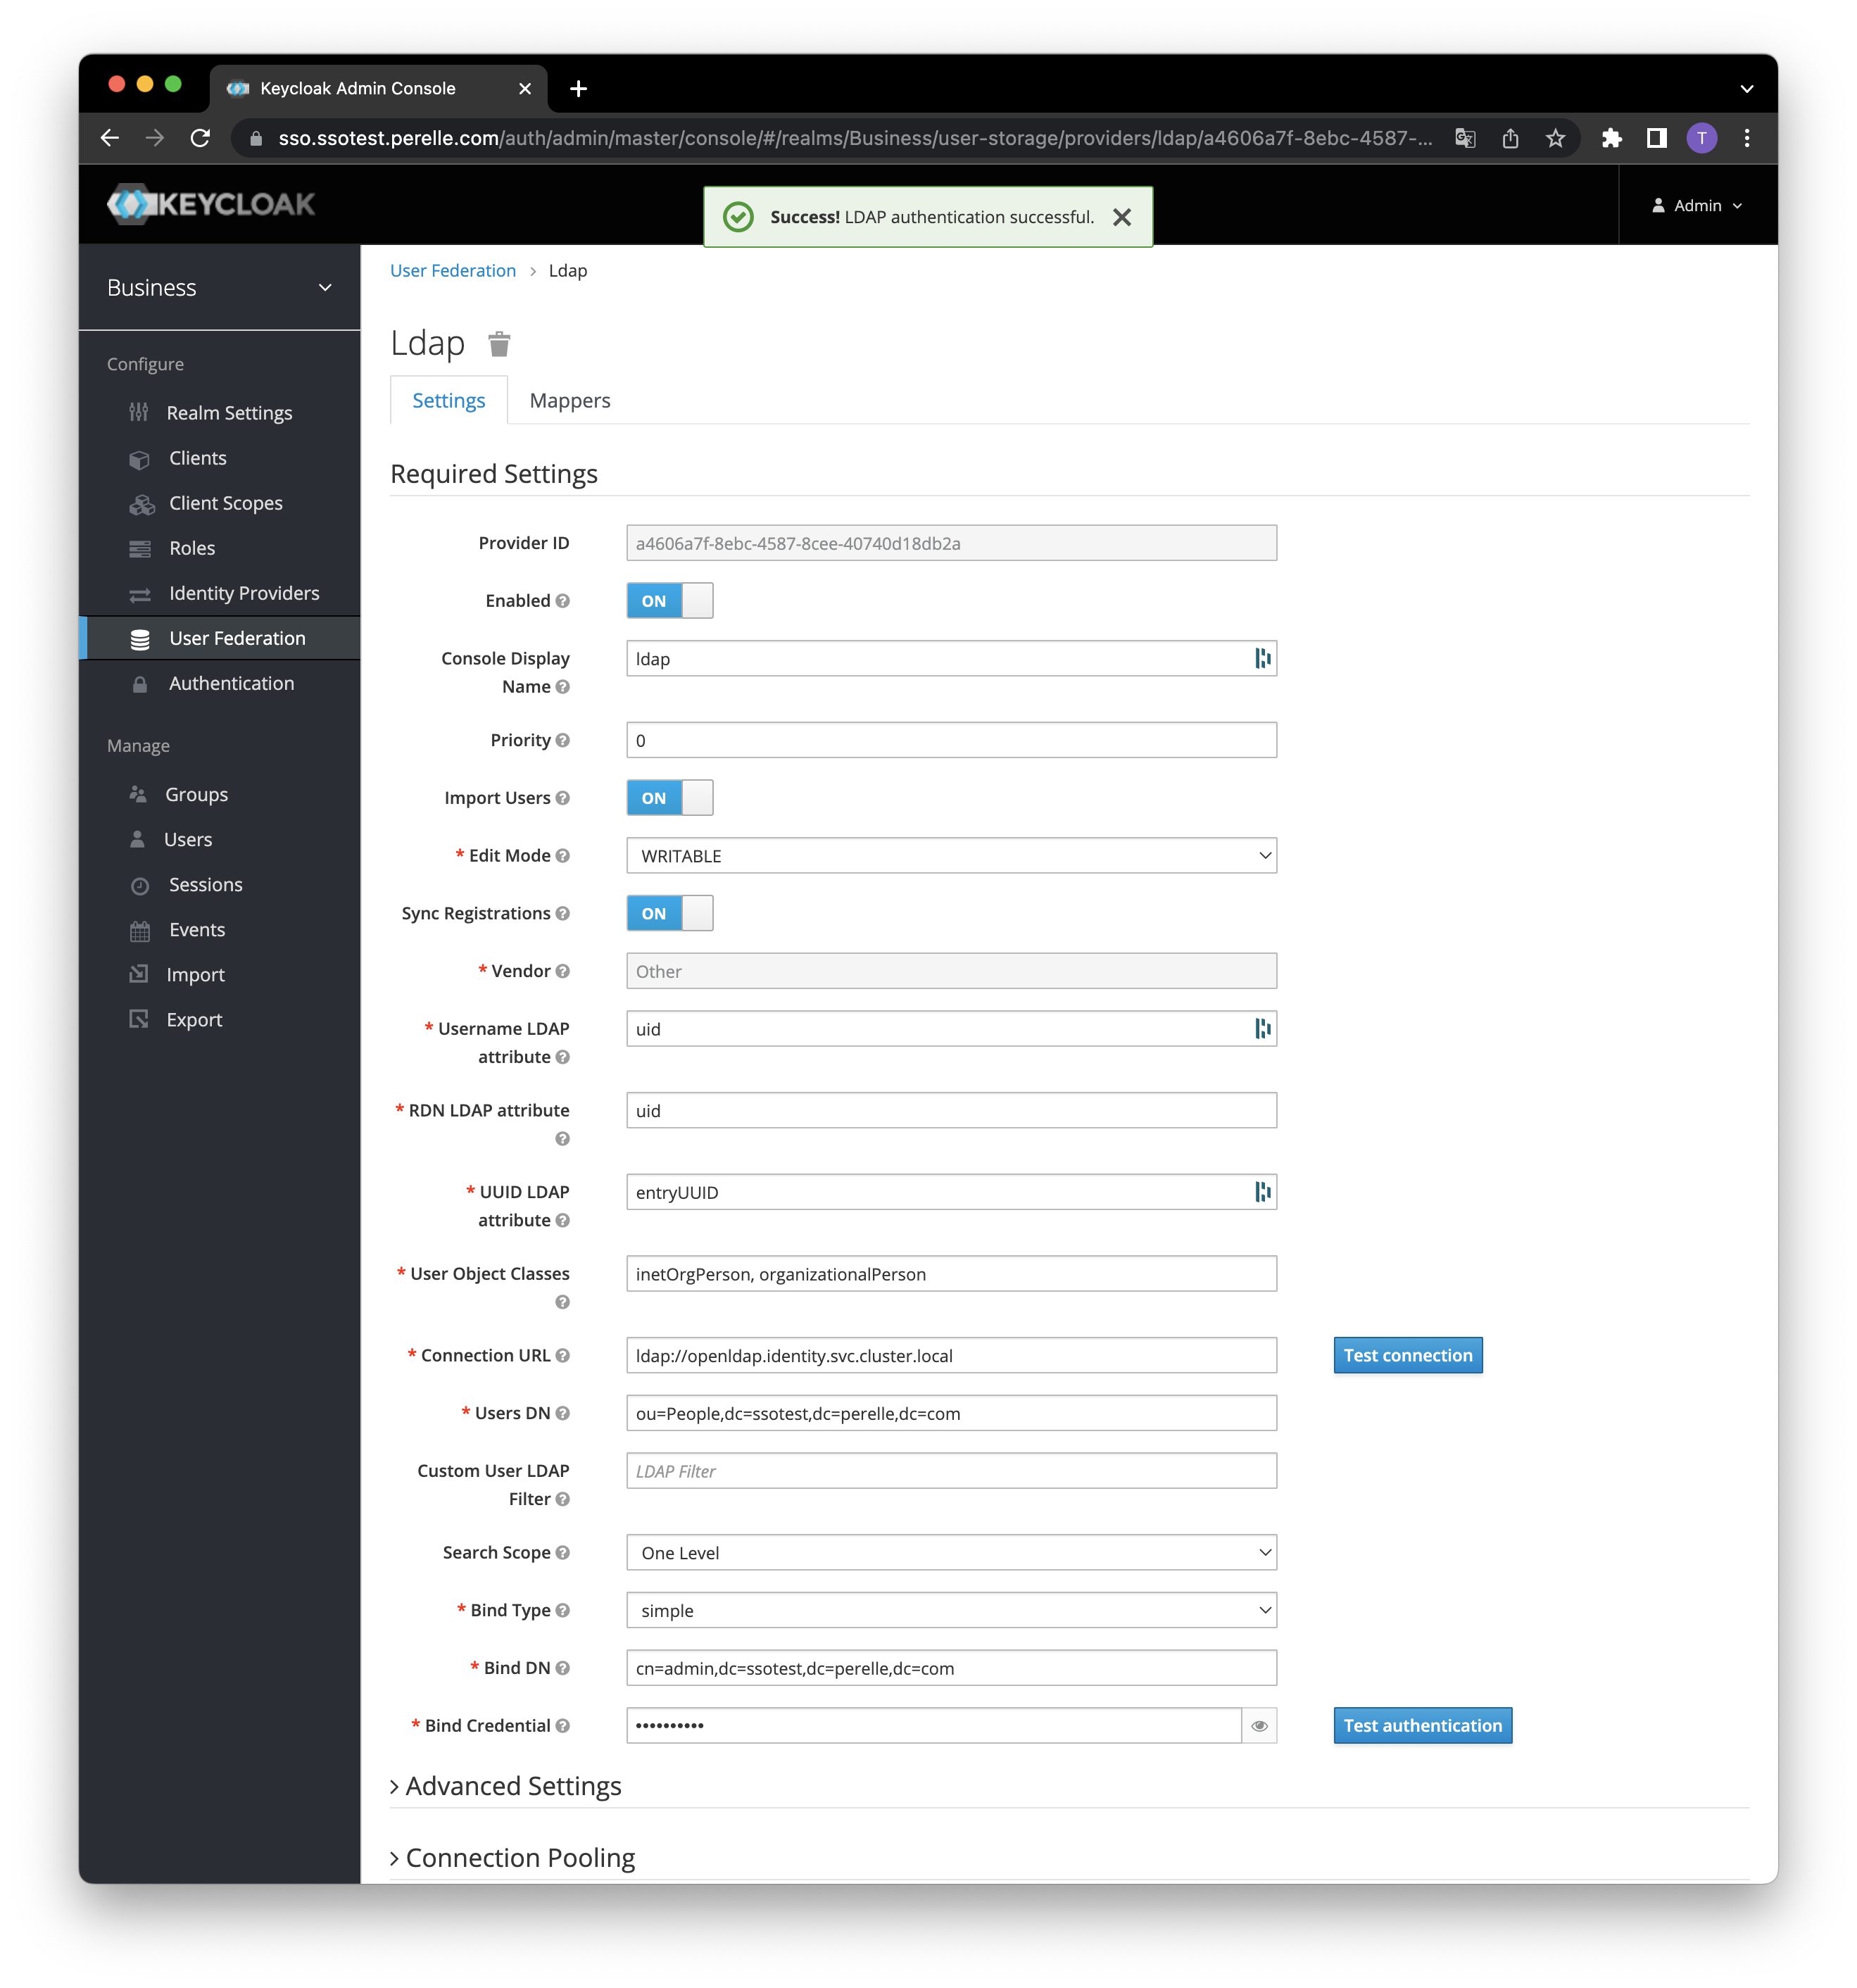 Keycloak Admin Console
sso.ssotest.perelle.com/auth/admin/master/console/#/realms/Business/user-storage/providers/ldap/a4606a7f-8ebc-4587-...
T
KEYCLOAK
Success! LDAP authentication successful.
Admin
Business
Configure
Realm Settings
Clients
Client Scopes
Roles
Identity Providers
User Federation
Authentication
Manage
Groups
Users
Sessions
Events
Import
Export
User Federation > Ldap
Ldap
Settings Mappers
Required Settings
Provider ID a4606a7f-8ebc-4587-8cee-40740d18db2a
Enabled ON
Console Display ldap
Name
Priority 0
Import Users ON
* Edit Mode WRITABLE
Sync Registrations ON
* Vendor Other
* Username LDAP uid
attribute
* RDN LDAP attribute uid
* UUID LDAP entryUUID
attribute
* User Object Classes inetOrgPerson, organizationalPerson
* Connection URL ldap://openldap.identity.svc.cluster.local Test connection
* Users DN ou=People,dc=ssotest,dc=perelle,dc=com
Custom User LDAP LDAP Filter
Filter
Search Scope One Level
* Bind Type simple
* Bind DN cn=admin,dc=ssotest,dc=perelle,dc=com
* Bind Credential •••••••••• Test authentication
> Advanced Settings
> Connection Pooling